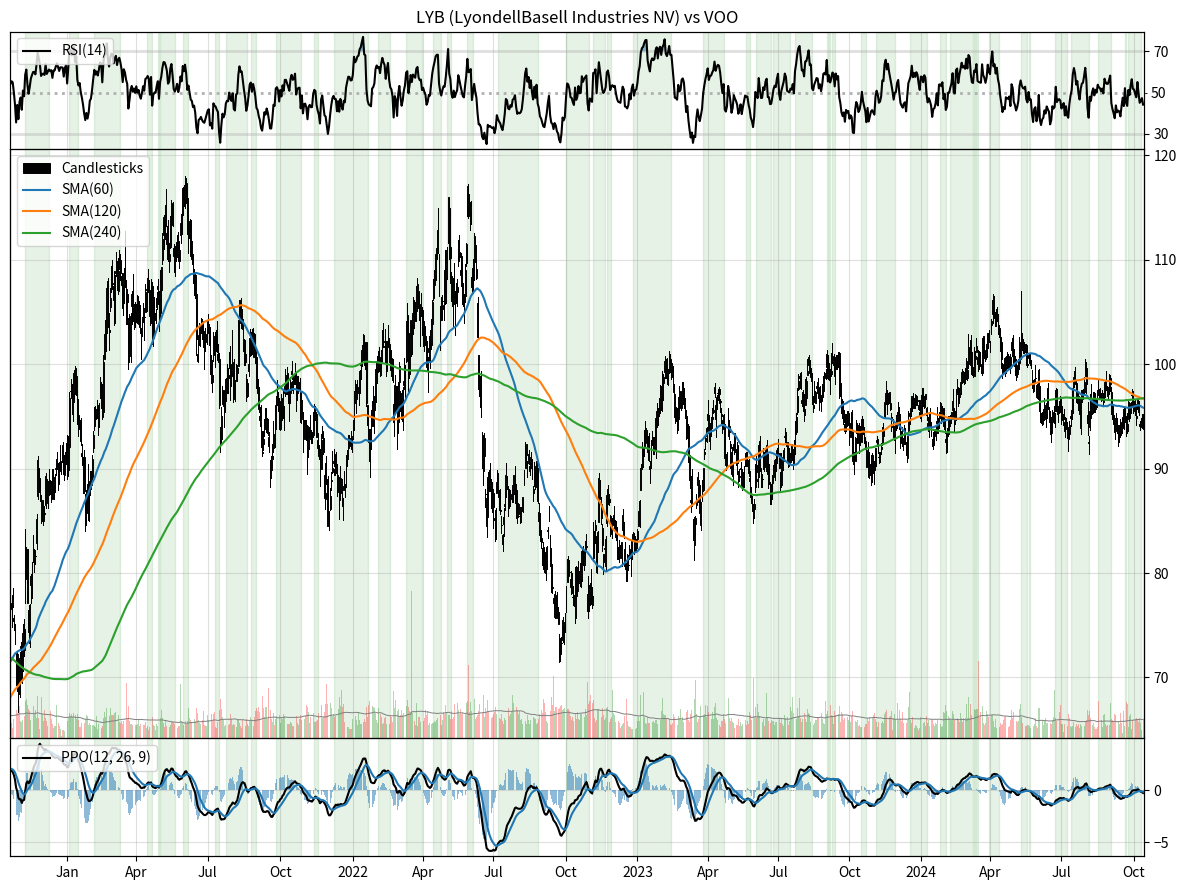 LYB (LyondellBasell Industries NV) vs VOO
RSI(14)
70
50
30
Candlesticks
SMA(60)
SMA(120)
SMA(240)
120
110
100
90
80
70
PPO(12, 26, 9)
0
−5
Jan Apr Jul Oct 2022 Apr Jul Oct 2023 Apr Jul Oct 2024 Apr Jul Oct